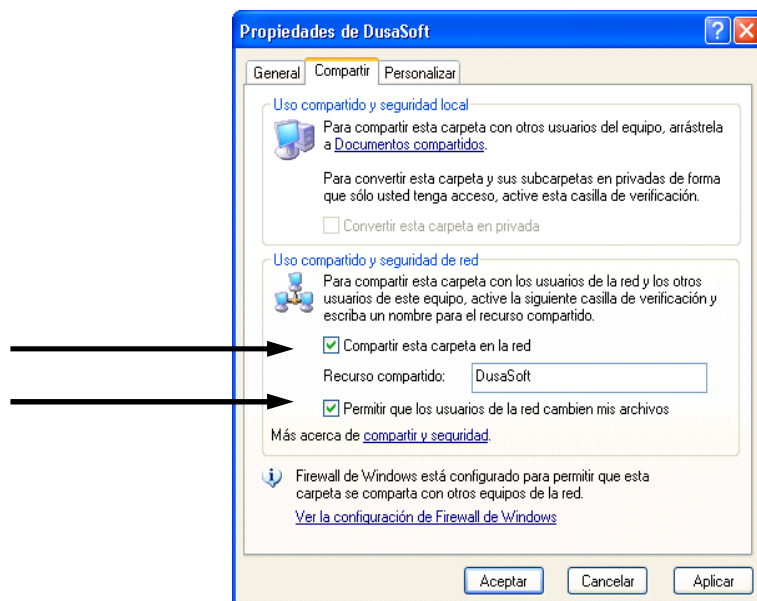 Propiedades de DusaSoft
General Compartir Personalizar
Uso compartido y seguridad local
Para compartir esta carpeta con otros usuarios del equipo, arrástrela
a Documentos compartidos.
Para convertir esta carpeta y sus subcarpetas en privadas de forma
que sólo usted tenga acceso, active esta casilla de verificación.
Convertir esta carpeta en privada
Uso compartido y seguridad de red
Para compartir esta carpeta con los usuarios de la red y los otros
usuarios de este equipo, active la siguiente casilla de verificación y
escriba un nombre para el recurso compartido.
Compartir esta carpeta en la red
Recurso compartido: DusaSoft
Permitir que los usuarios de la red cambien mis archivos
Más acerca de compartir y seguridad.
Firewall de Windows está configurado para permitir que esta
carpeta se comparta con otros equipos de la red.
Ver la configuración de Firewall de Windows
Aceptar Cancelar Aplicar